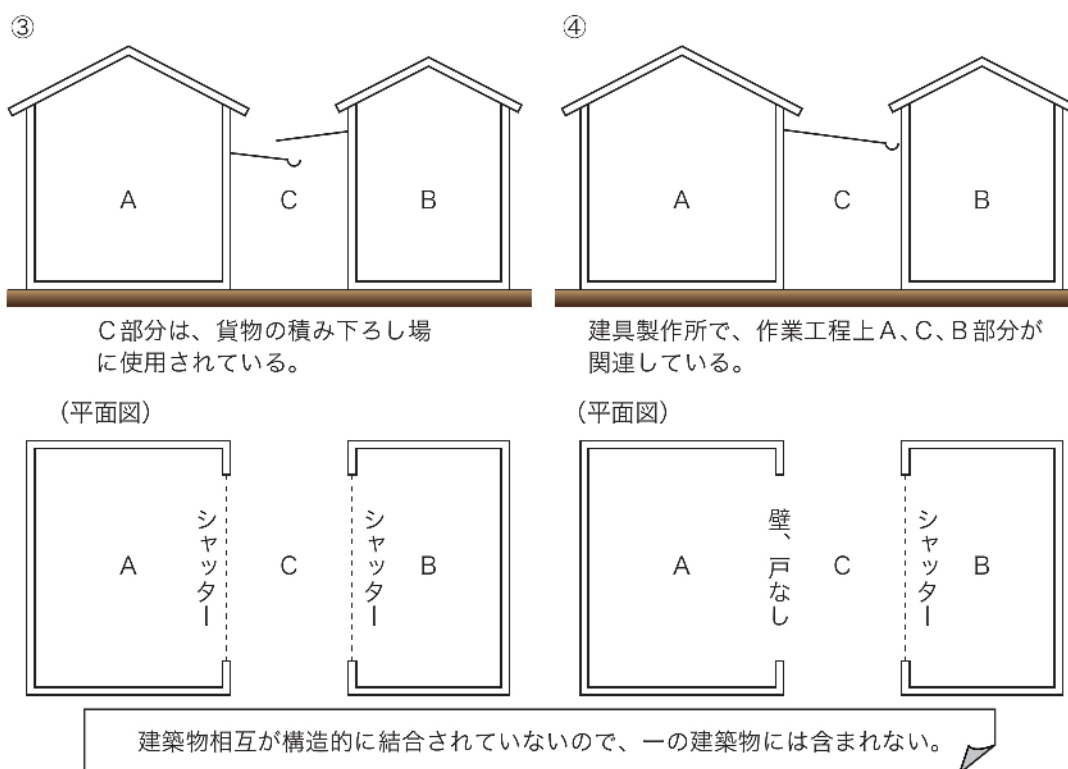 ③
A
C
B
C部分は、貨物の積み下ろし場
に使用されている。
(平面図)
A
シャッター
C
シャッター
B
④
A
C
B
建具製作所で、作業工程上A、C、B部分が
関連している。
(平面図)
A
壁、戸なし
C
シャッター
B
建築物相互が構造的に結合されていないので、一の建築物には含まれない。